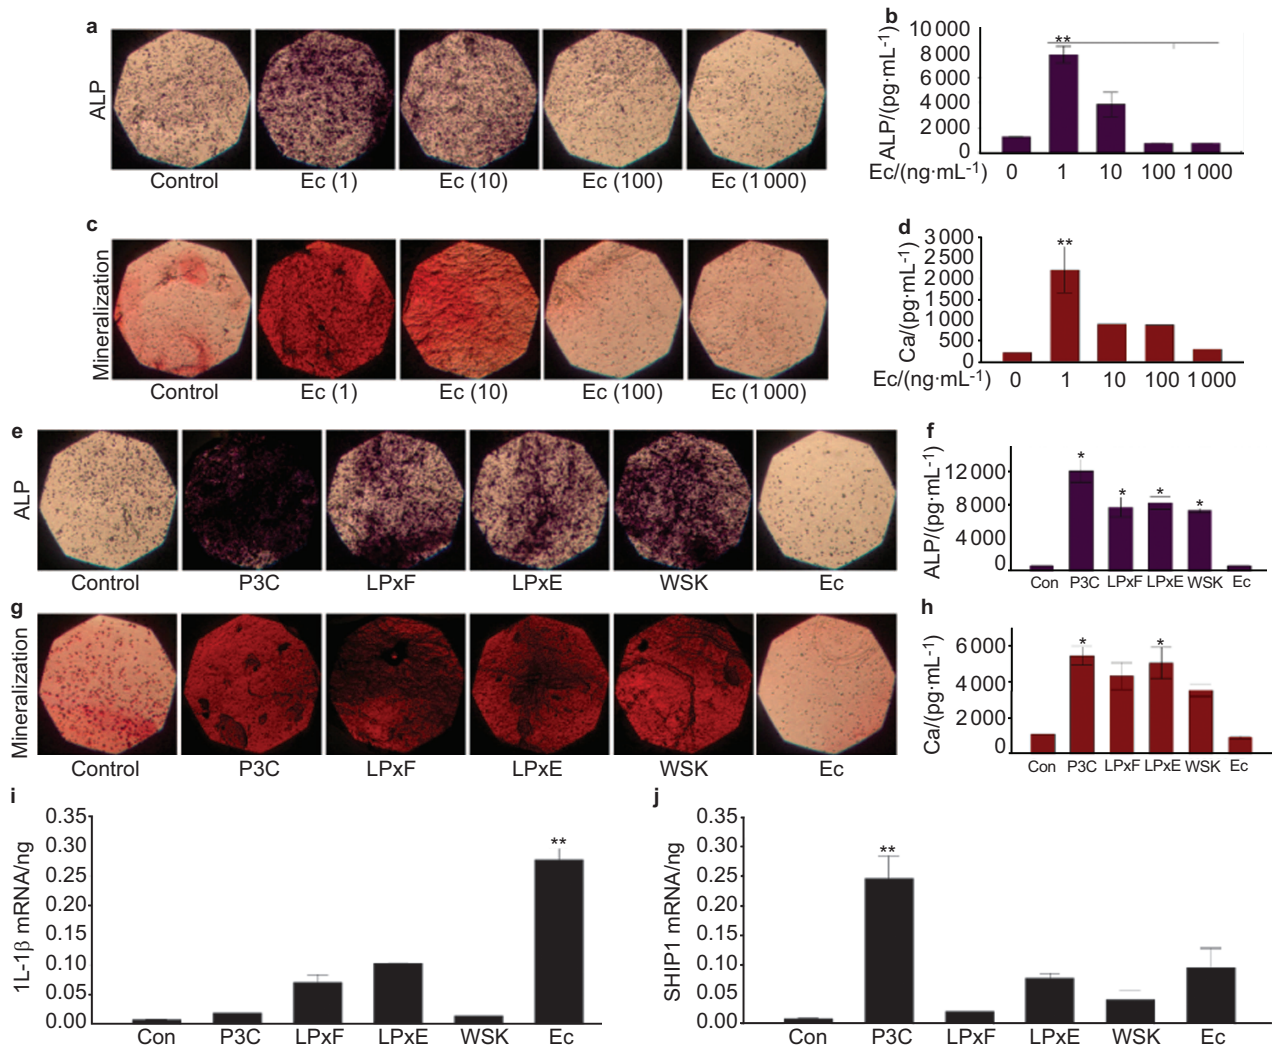 a
ALP
Control Ec (1) Ec (10) Ec (100) Ec (1 000)
b
ALP/(pg·mL-1)
10 000
8 000
6 000
4 000
2 000
0
**
Ec/(ng·mL-1) 0 1 10 100 1 000
c
Mineralization
Control Ec (1) Ec (10) Ec (100) Ec (1 000)
d
Ca/(pg·mL-1)
3 000
2 500
2 000
1 500
1 000
500
0
**
Ec/(ng·mL-1) 0 1 10 100 1 000
e
ALP
Control P3C LPxF LPxE WSK Ec
f
ALP/(pg·mL-1)
12 000
8 000
4 000
0
* * * *
Con P3C LPxF LPxE WSK Ec
g
Mineralization
Control P3C LPxF LPxE WSK Ec
h
Ca/(pg·mL-1)
6 000
4 000
2 000
0
* *
Con P3C LPxF LPxE WSK Ec
i
1L-1β mRNA/ng
0.35
0.30
0.25
0.20
0.15
0.10
0.05
0.00
**
Con P3C LPxF LPxE WSK Ec
j
SHIP1 mRNA/ng
0.35
0.30
0.25
0.20
0.15
0.10
0.05
0.00
**
Con P3C LPxF LPxE WSK Ec